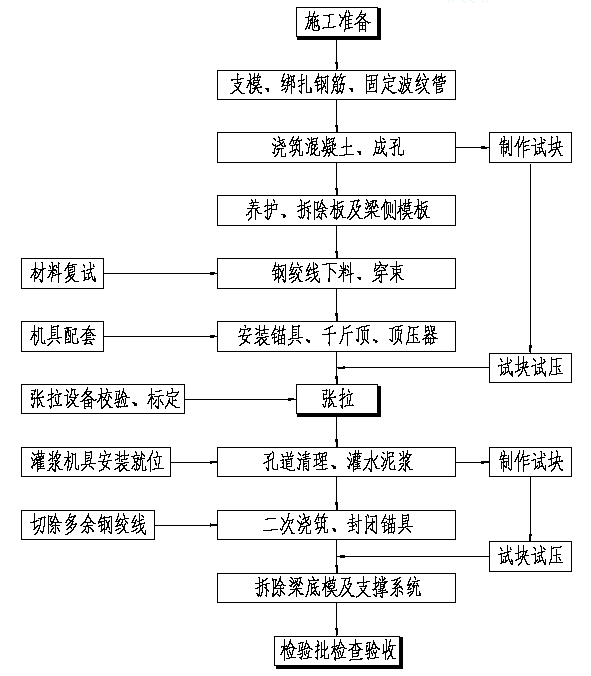 施工准备
支模、绑扎钢筋、固定波纹管
浇筑混凝土、成孔
制作试块
养护、拆除板及梁侧模板
材料复试
钢绞线下料、穿束
机具配套
安装锚具、千斤顶、顶压器
试块试压
张拉设备校验、标定
张拉
灌浆机具安装就位
孔道清理、灌水泥浆
制作试块
切除多余钢绞线
二次浇筑、封闭锚具
试块试压
拆除梁底模及支撑系统
检验批检查验收